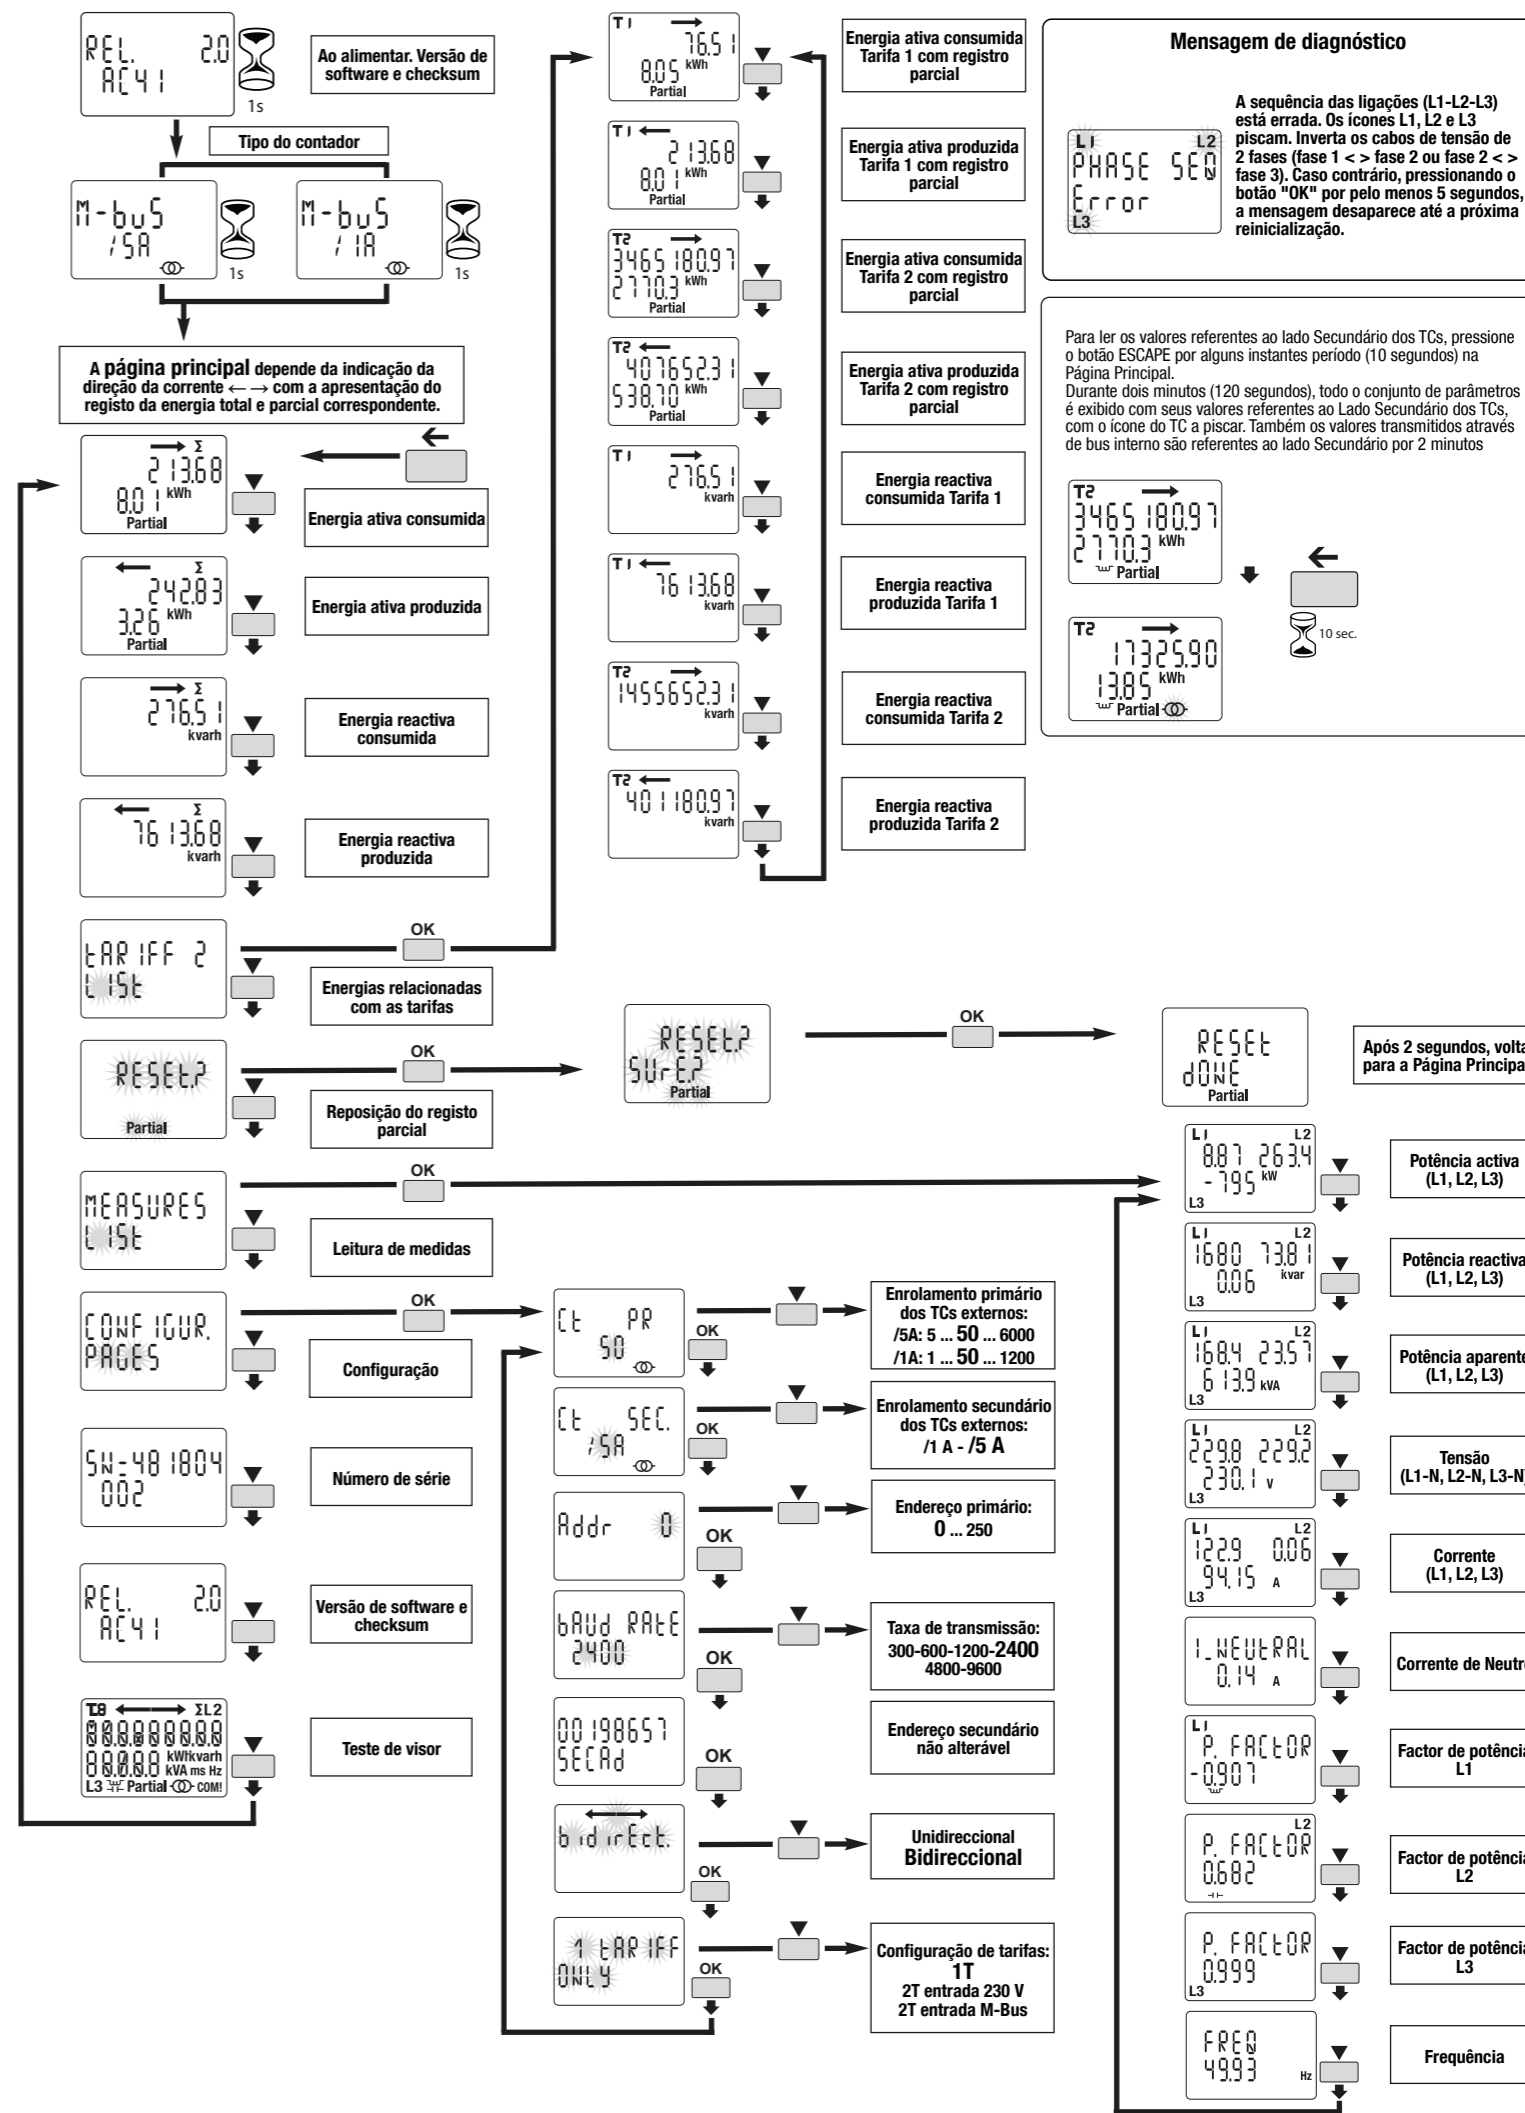 REL. 2.0
AC41
1s
Ao alimentar. Versão de
software e checksum
Tipo do contador
M-buS
/5A
1s
M-buS
/1A
1s
A página principal depende da indicação da
direção da corrente ← → com a apresentação do
registo da energia total e parcial correspondente.
→ Σ
213.68
8.01 kWh
Partial
←
Energia ativa consumida
← Σ
242.83
3.26 kWh
Partial
Energia ativa produzida
→ Σ
276.51
kvarh
Energia reactiva
consumida
← Σ
7613.68
kvarh
Energia reactiva
produzida
tARIFF 2
LISt
OK
Energias relacionadas
com as tarifas
RESEt?
Partial
OK
Reposição do registo
parcial
MEASURES
LISt
OK
Leitura de medidas
CONFIGUR.
PAGES
OK
Configuração
SN-481804
002
Número de série
REL. 2.0
AC41
Versão de software e
checksum
kWhkvarh
kVA ms Hz
L3 Partial COM!
Teste de visor
T1 →
76.51
8.05 kWh
Partial
Energia ativa consumida
Tarifa 1 com registro
parcial
T1 ←
213.68
8.01 kWh
Partial
Energia ativa produzida
Tarifa 1 com registro
parcial
T2 →
3465180.97
2770.3 kWh
Partial
Energia ativa consumida
Tarifa 2 com registro
parcial
T2 ←
407652.31
538.70 kWh
Partial
Energia ativa produzida
Tarifa 2 com registro
parcial
T1
276.51
kvarh
Energia reactiva
consumida Tarifa 1
T1 ←
7613.68
kvarh
Energia reactiva
produzida Tarifa 1
T2 →
1455652.31
kvarh
Energia reactiva
consumida Tarifa 2
T2 ←
401180.97
kvarh
Energia reactiva
produzida Tarifa 2
Mensagem de diagnóstico
L1 L2
PHASE SEQ
Error
L3
A sequência das ligações (L1-L2-L3)
está errada. Os ícones L1, L2 e L3
piscam. Inverta os cabos de tensão de
2 fases (fase 1 < > fase 2 ou fase 2 < >
fase 3). Caso contrário, pressionando o
botão "OK" por pelo menos 5 segundos,
a mensagem desaparece até a próxima
reinicialização.
Para ler os valores referentes ao lado Secundário dos TCs, pressione
o botão ESCAPE por alguns instantes período (10 segundos) na
Página Principal.
Durante dois minutos (120 segundos), todo o conjunto de parâmetros
é exibido com seus valores referentes ao Lado Secundário dos TCs,
com o ícone do TC a piscar. Também os valores transmitidos através
de bus interno são referentes ao lado Secundário por 2 minutos
T2 →
3465180.97
2770.3 kWh
Partial
←
10 sec.
T2 →
17325.90
13.85 kWh
Partial
RESEt?
SUrE?
Partial
OK
RESEt
dONE
Partial
Após 2 segundos, volta
para a Página Principa
Ct PR
50
OK
Enrolamento primário
dos TCs externos:
/5A: 5 ... 50 ... 6000
/1A: 1 ... 50 ... 1200
Ct SEC.
/5A
OK
Enrolamento secundário
dos TCs externos:
/1 A - /5 A
Addr 0
OK
Endereço primário:
0 ... 250
bAUd RAtE
2400
OK
Taxa de transmissão:
300-600-1200-2400
4800-9600
00198657
SECAd
OK
Endereço secundário
não alterável
bidirEct.
OK
Unidireccional
Bidireccional
1 tARIFF
ONLY
OK
Configuração de tarifas:
1T
2T entrada 230 V
2T entrada M-Bus
L1 L2
8.87 263.4
-795 kW
L3
Potência activa
(L1, L2, L3)
L1 L2
1680 73.81
0.06 kvar
L3
Potência reactiva
(L1, L2, L3)
L1 L2
168.4 23.57
613.9 kVA
L3
Potência aparente
(L1, L2, L3)
L1 L2
229.8 229.2
230.1 V
L3
Tensão
(L1-N, L2-N, L3-N)
L1 L2
122.9 0.06
94.15 A
L3
Corrente
(L1, L2, L3)
I_NEUtRAL
0.14 A
Corrente de Neutr
L1
P. FACtOR
-0.907
Factor de potência
L1
L2
P. FACtOR
0.682
Factor de potência
L2
P. FACtOR
0.999
L3
Factor de potência
L3
FREQ
49.93 Hz
Frequência